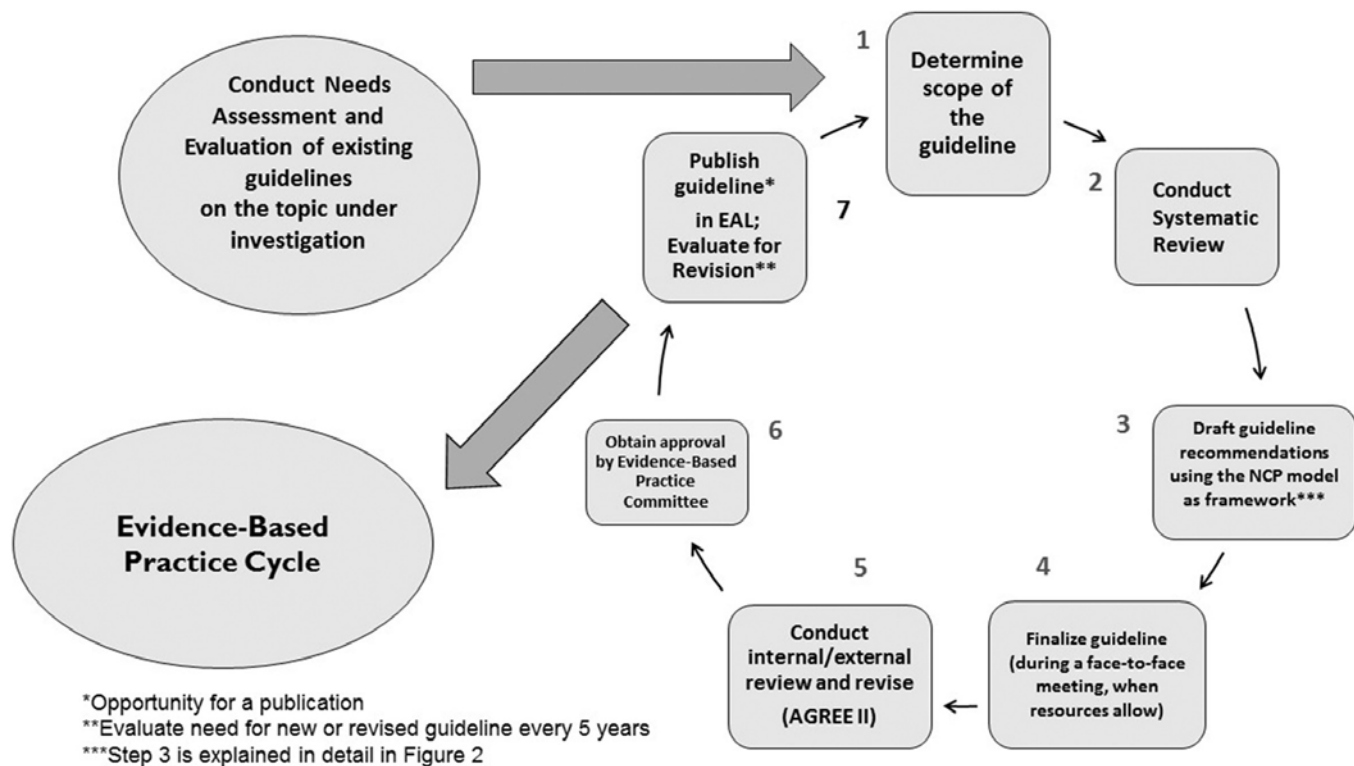 Conduct Needs
Assessment and
Evaluation of existing
guidelines
on the topic under
investigation
1
Determine
scope of
the
guideline
2
Conduct
Systematic
Review
3
Draft guideline
recommendations
using the NCP model
as framework***
4
Finalize guideline
(during a face-to-face
meeting, when
resources allow)
5
Conduct
internal/external
review and revise
(AGREE II)
6
Obtain approval
by Evidence-Based
Practice
Committee
7
Publish
guideline*
in EAL;
Evaluate for
Revision**
Evidence-Based
Practice Cycle
*Opportunity for a publication
**Evaluate need for new or revised guideline every 5 years
***Step 3 is explained in detail in Figure 2